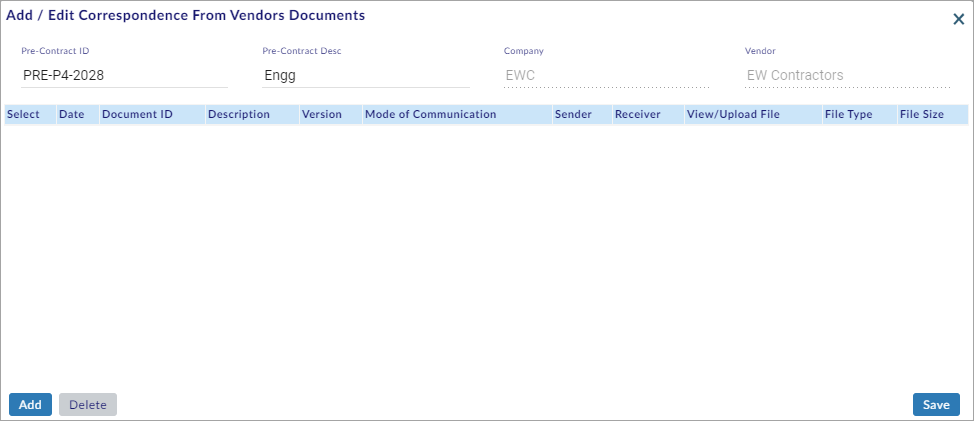 Add / Edit Correspondence From Vendors Documents
X
Pre-Contract ID Pre-Contract Desc Company Vendor
PRE-P4-2028 Engg EWC EW Contractors
Select Date Document ID Description Version Mode of Communication Sender Receiver View/Upload File File Type File Size
Add Delete Save